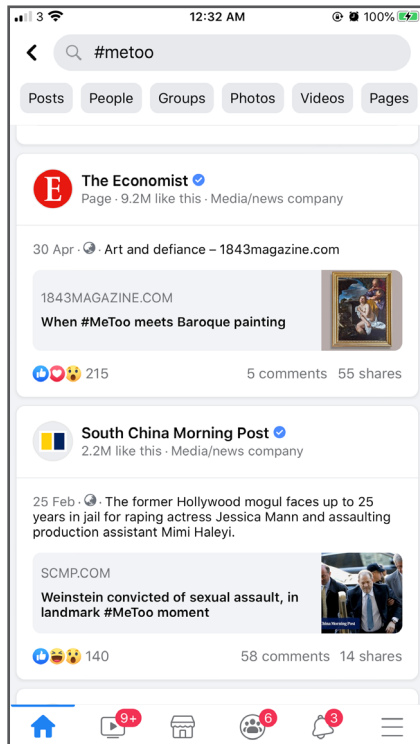 3 12:32 AM 100%
#metoo
Posts People Groups Photos Videos Pages
E The Economist
Page · 9.2M like this · Media/news company
30 Apr · Art and defiance – 1843magazine.com
1843MAGAZINE.COM
When #MeToo meets Baroque painting
215 5 comments 55 shares
South China Morning Post
2.2M like this · Media/news company
25 Feb · The former Hollywood mogul faces up to 25
years in jail for raping actress Jessica Mann and assaulting
production assistant Mimi Haleyi.
SCMP.COM
Weinstein convicted of sexual assault, in
landmark #MeToo moment
China Morning Post
140 58 comments 14 shares
9+ 6 3